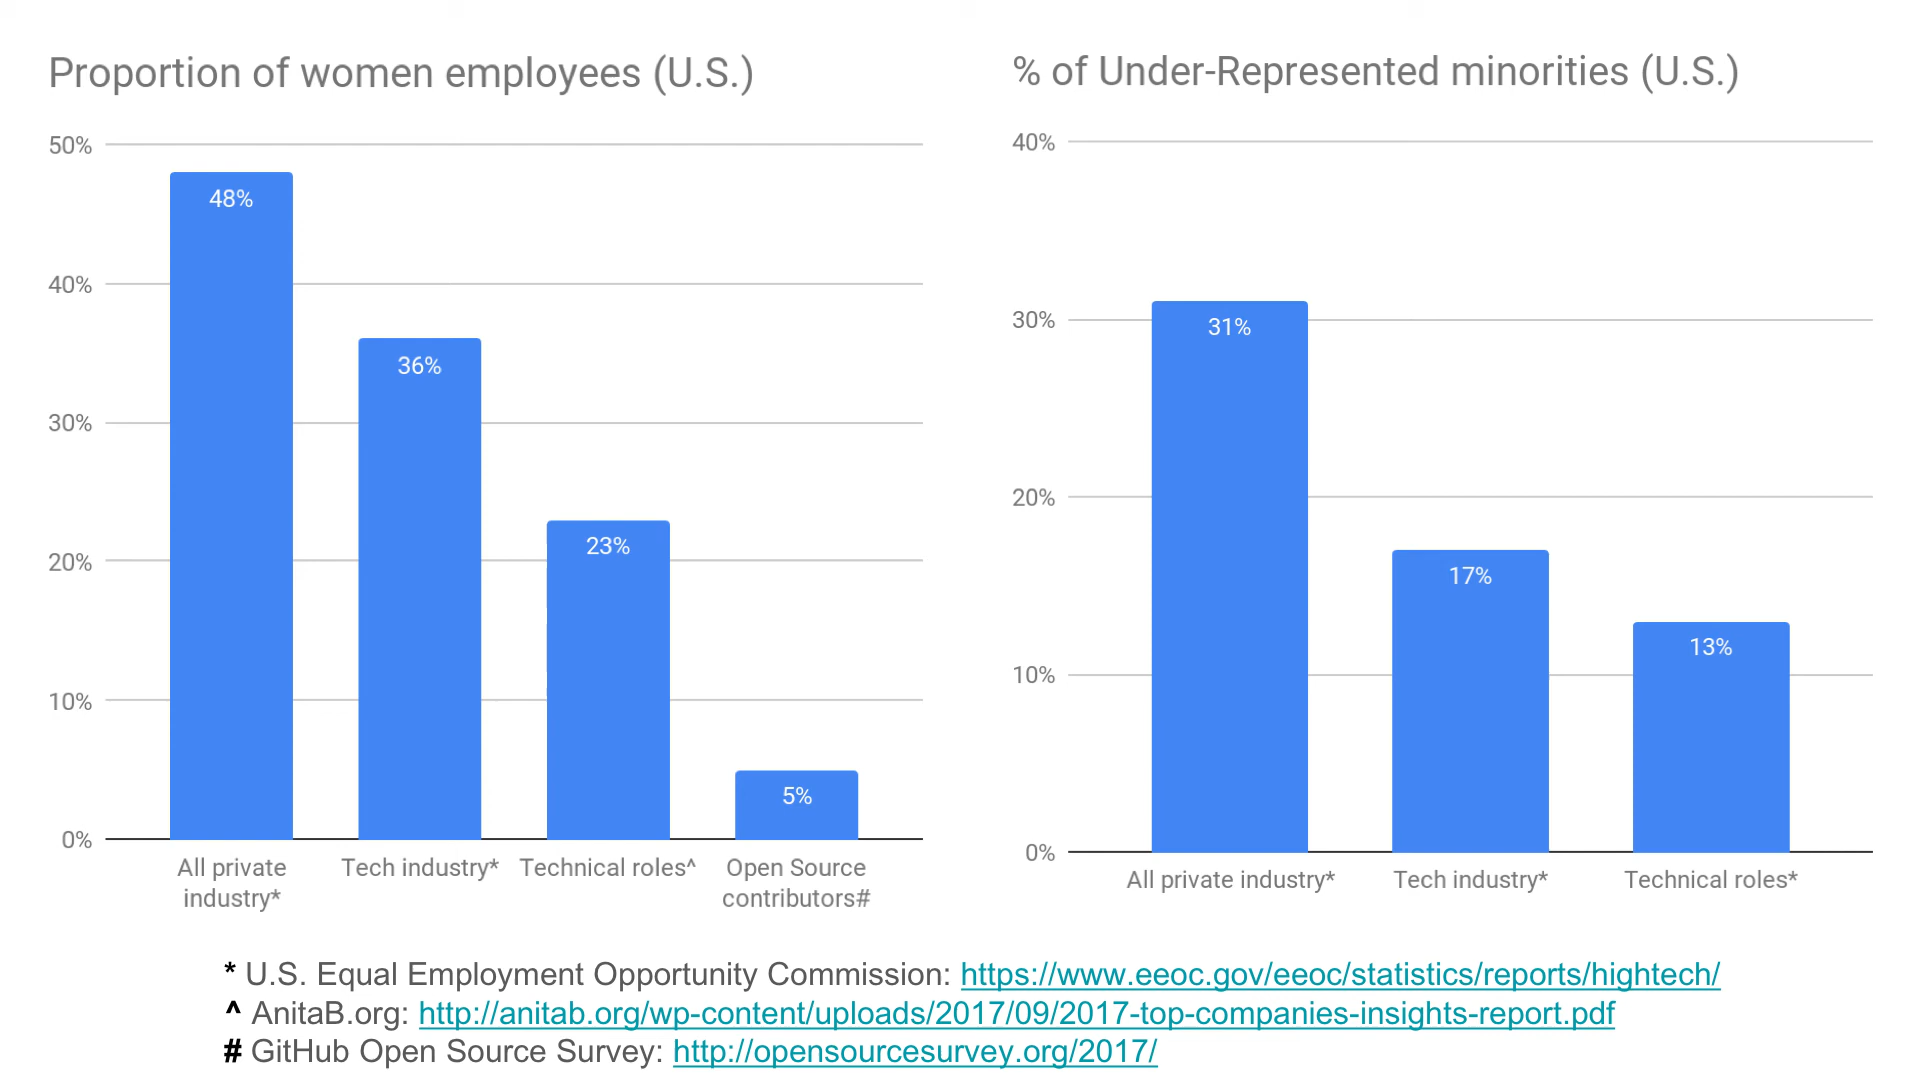 Proportion of women employees (U.S.)
50%
40%
30%
20%
10%
0%
48%
36%
23%
5%
All private
industry*
Tech industry*
Technical roles^
Open Source
contributors#
% of Under-Represented minorities (U.S.)
40%
30%
20%
10%
0%
31%
17%
13%
All private industry*
Tech industry*
Technical roles*
* U.S. Equal Employment Opportunity Commission: https://www.eeoc.gov/eeoc/statistics/reports/hightech/
^ AnitaB.org: http://anitab.org/wp-content/uploads/2017/09/2017-top-companies-insights-report.pdf
# GitHub Open Source Survey: http://opensourcesurvey.org/2017/